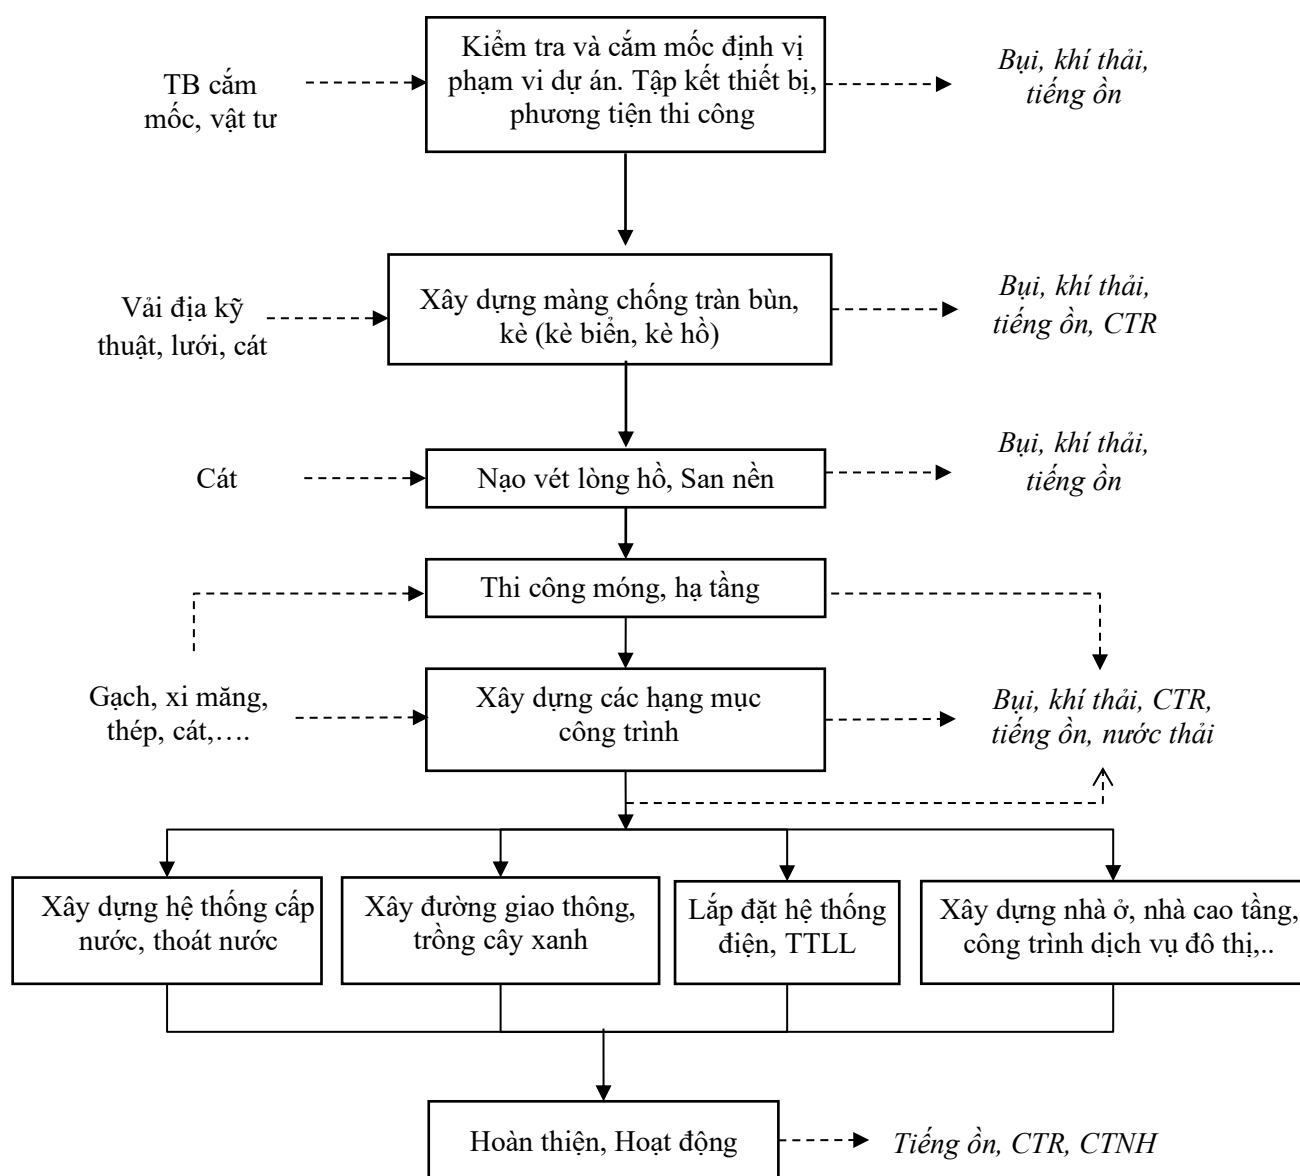 Kiểm tra và cắm mốc định vị
phạm vi dự án. Tập kết thiết bị,
phương tiện thi công
TB cắm
mốc, vật tư
Bụi, khí thải,
tiếng ồn
Vải địa kỹ
thuật, lưới, cát
Xây dựng màng chống tràn bùn,
kè (kè biển, kè hồ)
Bụi, khí thải,
tiếng ồn, CTR
Cát
Nạo vét lòng hồ, San nền
Bụi, khí thải,
tiếng ồn
Thi công móng, hạ tầng
Gạch, xi măng,
thép, cát,….
Xây dựng các hạng mục
công trình
Bụi, khí thải, CTR,
tiếng ồn, nước thải
Xây dựng hệ thống cấp
nước, thoát nước
Xây đường giao thông,
trồng cây xanh
Lắp đặt hệ thống
điện, TTLL
Xây dựng nhà ở, nhà cao tầng,
công trình dịch vụ đô thị,..
Hoàn thiện, Hoạt động
Tiếng ồn, CTR, CTNH